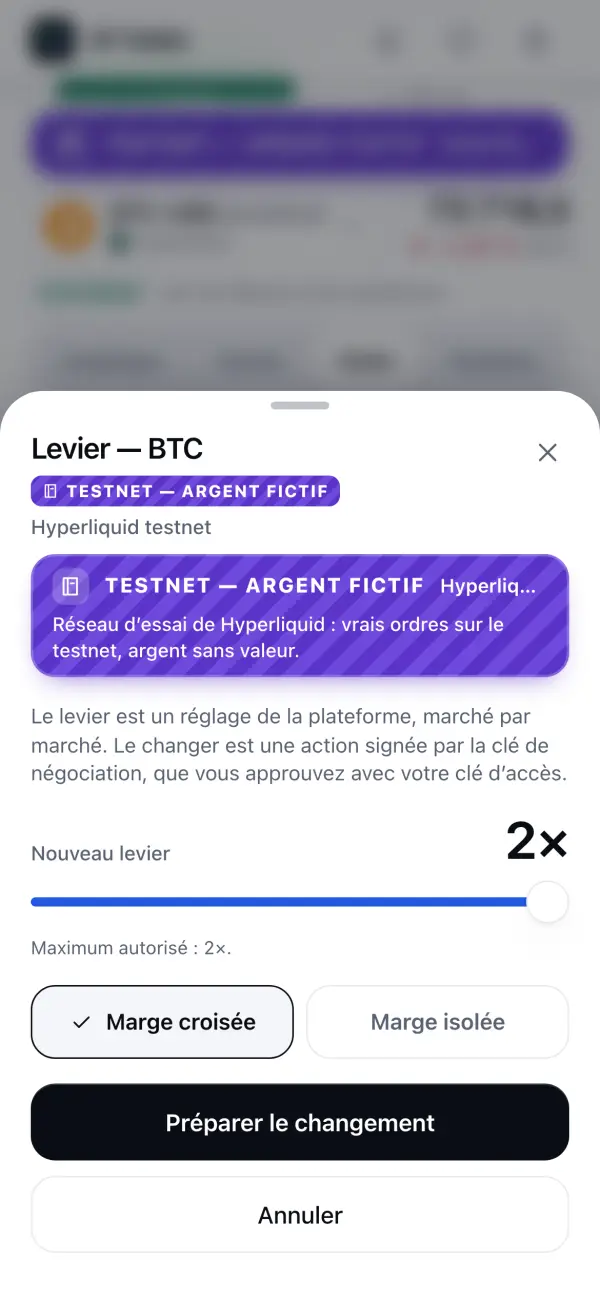 Levier — BTC
TESTNET — ARGENT FICTIF
Hyperliquid testnet
TESTNET — ARGENT FICTIF Hyperliq...
Réseau d’essai de Hyperliquid : vrais ordres sur le
testnet, argent sans valeur.
Le levier est un réglage de la plateforme, marché par
marché. Le changer est une action signée par la clé de
négociation, que vous approuvez avec votre clé d’accès.
Nouveau levier 2×
Maximum autorisé : 2×.
Marge croisée Marge isolée
Préparer le changement
Annuler